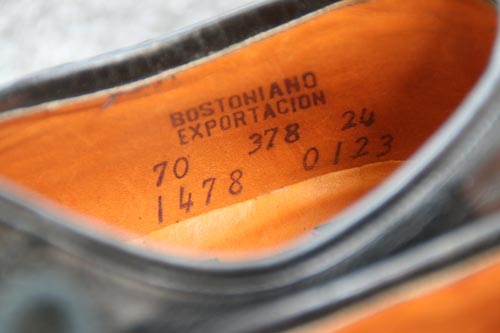 BOSTONIANO
EXPORTACION
70 378 24
1478 0123